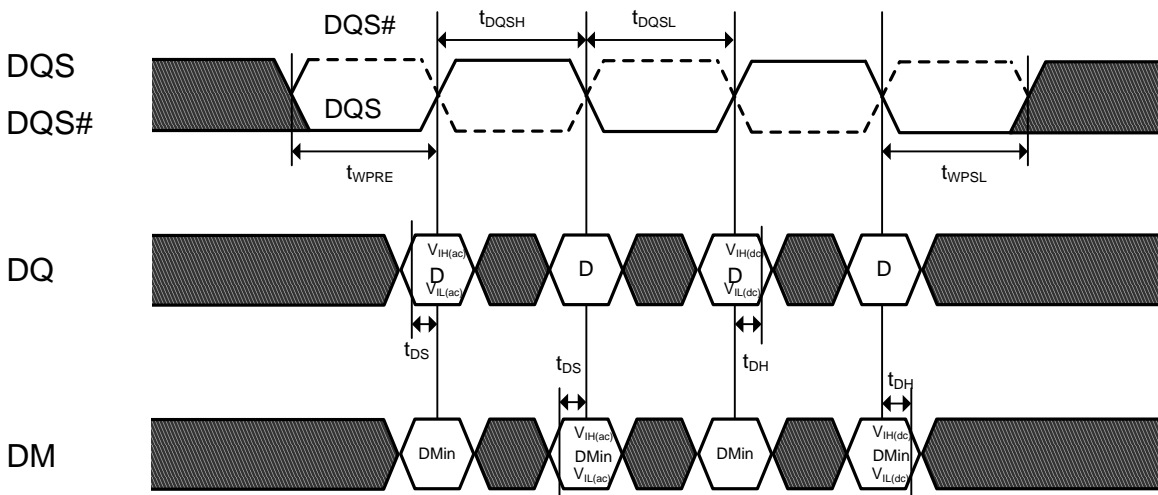 DQS#
tDQSH
tDQSL
DQS
DQS
DQS#
tWPRE
tWPSL
DQ
VIH(ac)
D
VIL(ac)
D
VIH(dc)
D
VIL(dc)
D
tDS
tDS
tDH
tDH
DM
DMin
VIH(ac)
DMin
VIL(ac)
DMin
VIH(dc)
DMin
VIL(dc)